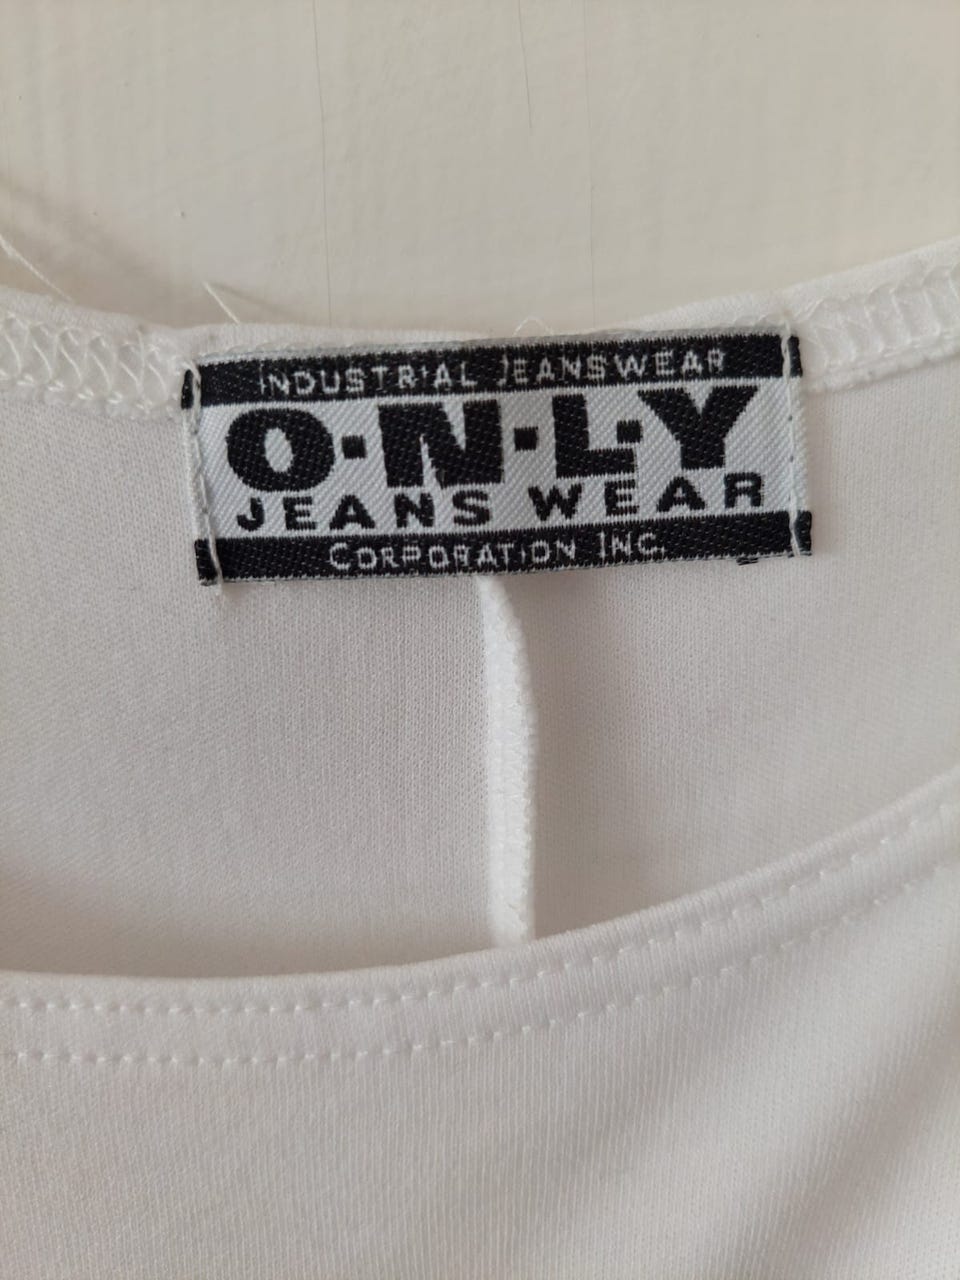 INDUSTRIAL JEANSWEAR
O·N·L·Y
JEANS WEAR
CORPORATION INC.